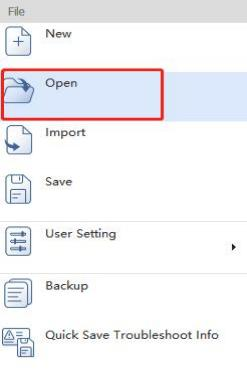 File
New
Open
Import
Save
User Setting
Backup
Quick Save Troubleshoot Info